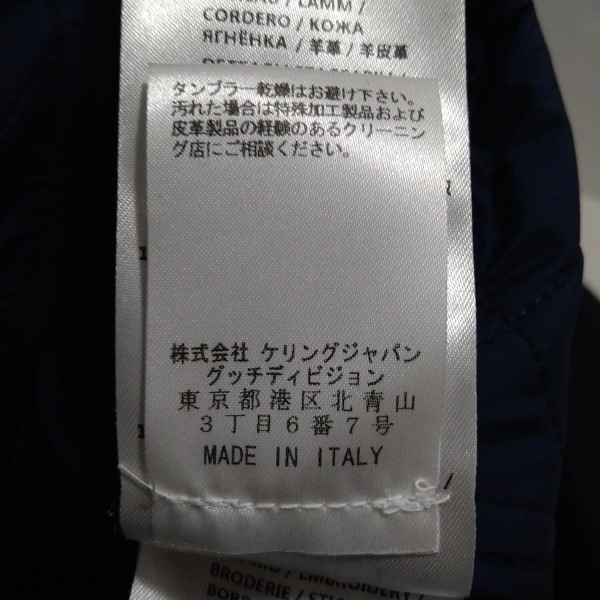 LAMM /
CORDERO / КОЖА
ЯГНЁНКА / 羊革 / 羊皮革
タンブラー乾燥はお避け下さい。
汚れた場合は特殊加工製品および
皮革製品の経験のあるクリーニン
グ店にご相談ください。
株式会社 ケリングジャパン
グッチディビジョン
東京都港区北青山
3丁目6番7号
MADE IN ITALY
/ EMBROIDERY /
BRODERIE /